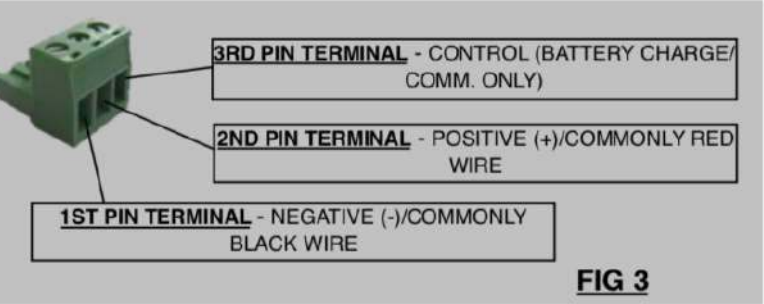 3RD PIN TERMINAL - CONTROL (BATTERY CHARGE/
COMM. ONLY)
2ND PIN TERMINAL - POSITIVE (+)/COMMONLY RED
WIRE
1ST PIN TERMINAL - NEGATIVE (-)/COMMONLY
BLACK WIRE
FIG 3